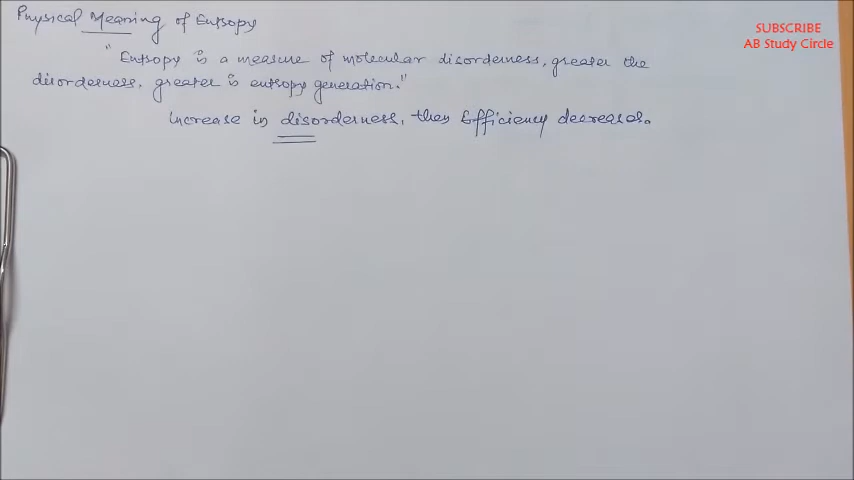 Physical Meaning of Entropy
"Entropy is a measure of molecular disorderness, greater the
disorderness, greater is entropy generation."
increase in disorderness, then Efficiency decreases.
SUBSCRIBE
AB Study Circle